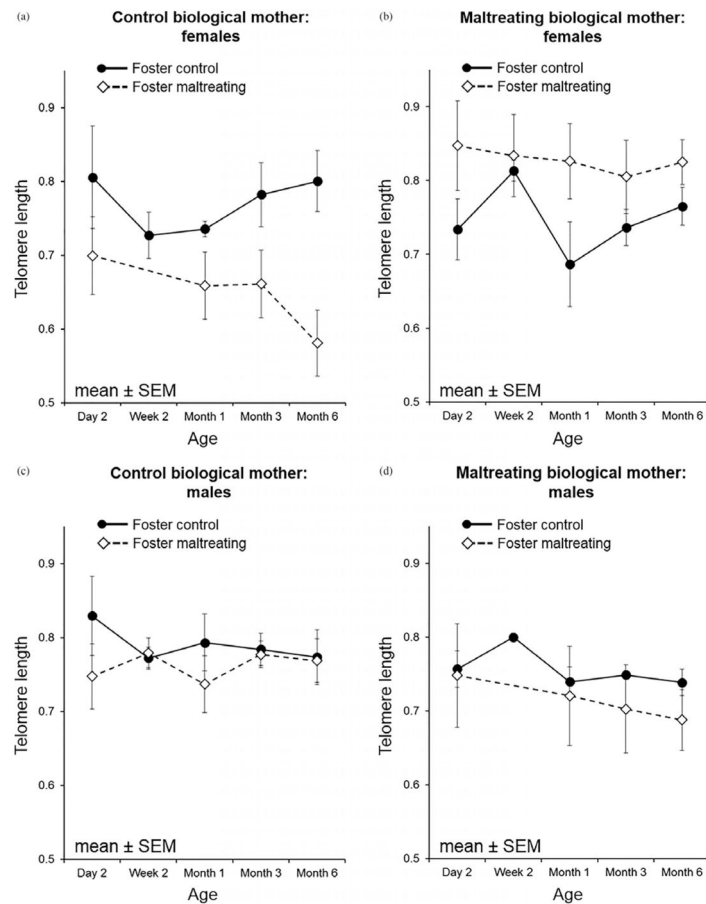 (a)
Control biological mother:
females
Foster control
Foster maltreating
0.9
0.8
0.7
0.6
0.5
Telomere length
mean ± SEM
Day 2 Week 2 Month 1 Month 3 Month 6
Age
(b)
Maltreating biological mother:
females
Foster control
Foster maltreating
0.9
0.8
0.7
0.6
0.5
Telomere length
mean ± SEM
Day 2 Week 2 Month 1 Month 3 Month 6
Age
(c)
Control biological mother:
males
Foster control
Foster maltreating
0.9
0.8
0.7
0.6
0.5
Telomere length
mean ± SEM
Day 2 Week 2 Month 1 Month 3 Month 6
Age
(d)
Maltreating biological mother:
males
Foster control
Foster maltreating
0.9
0.8
0.7
0.6
0.5
Telomere length
mean ± SEM
Day 2 Week 2 Month 1 Month 3 Month 6
Age